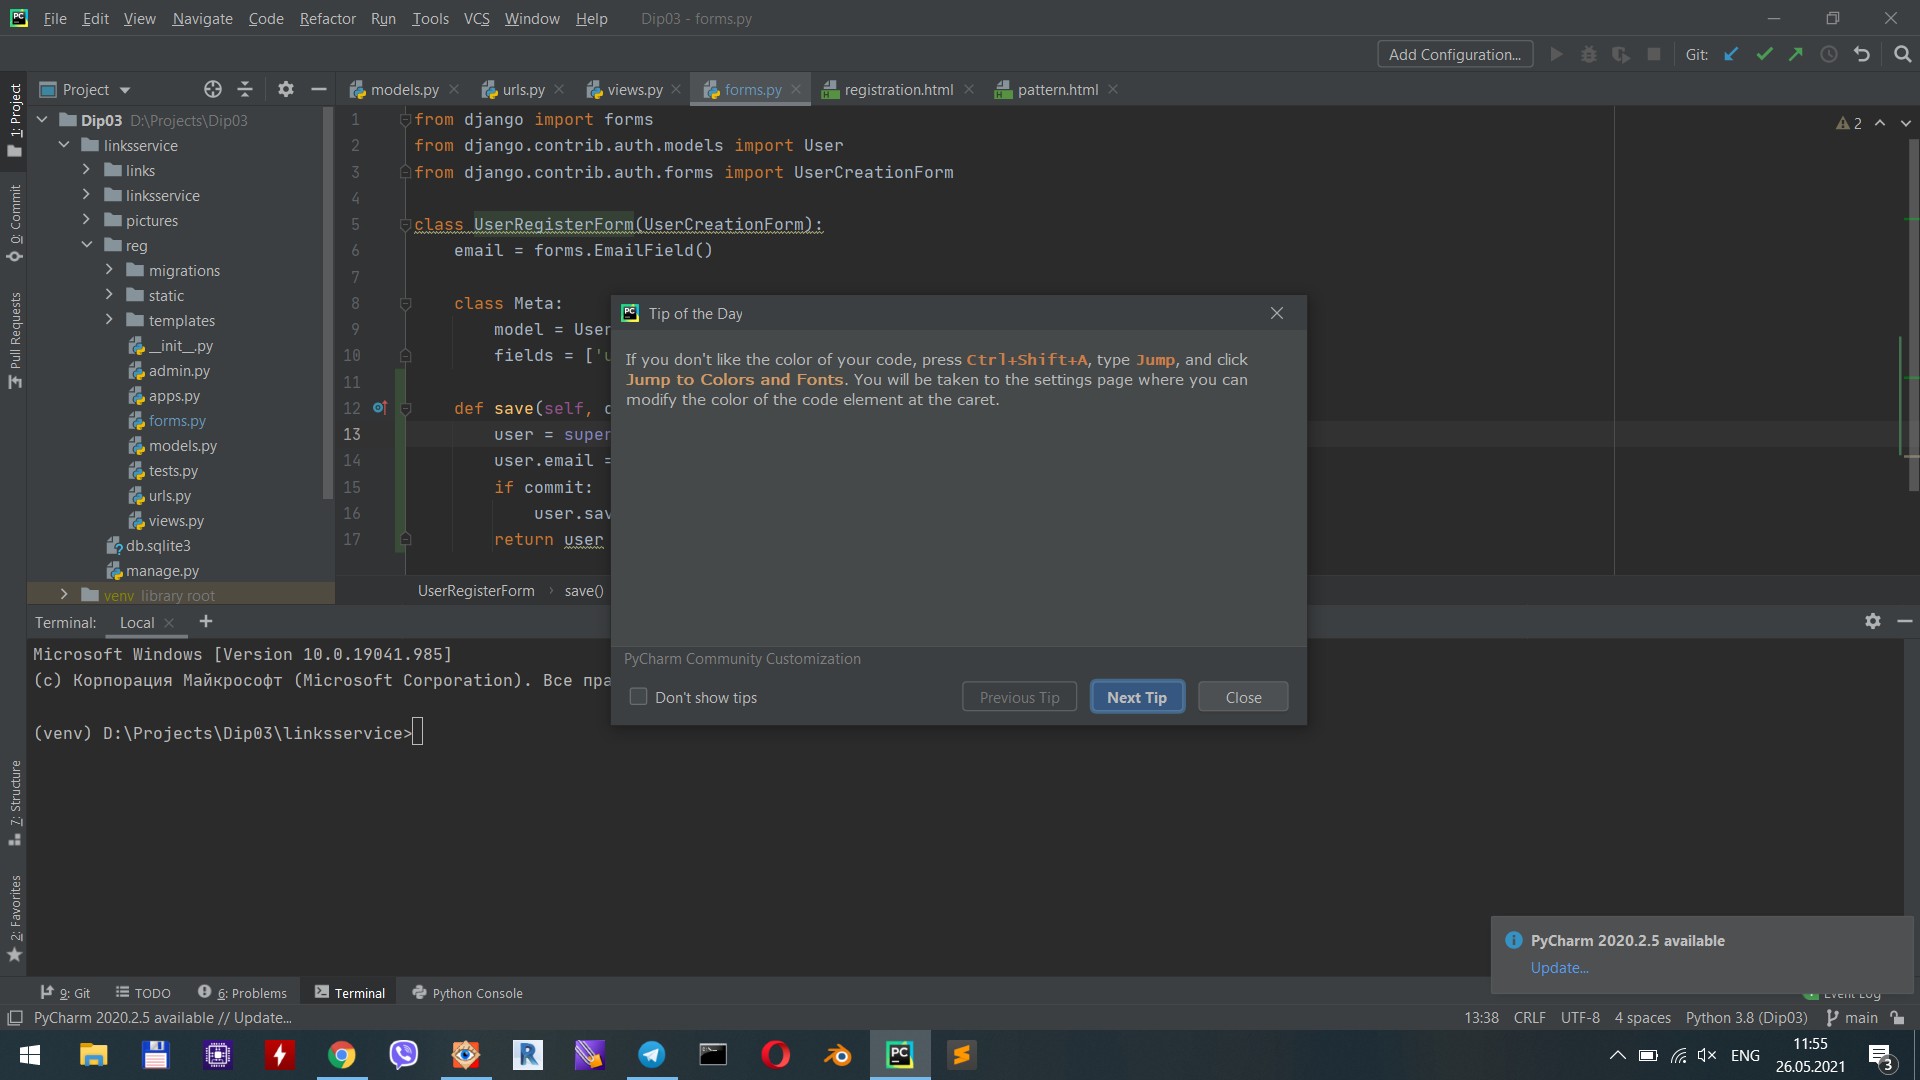 File Edit View Navigate Code Refactor Run Tools VCS Window Help Dip03 - forms.py
Add Configuration... Git:
Project
models.py urls.py views.py forms.py registration.html pattern.html
1: Project
0: Commit
Pull Requests
7: Structure
2: Favorites
Dip03 D:\Projects\Dip03
linksservice
links
linksservice
pictures
reg
migrations
static
templates
__init__.py
admin.py
apps.py
forms.py
models.py
tests.py
urls.py
views.py
db.sqlite3
manage.py
venv library root
2
1 from django import forms
2 from django.contrib.auth.models import User
3 from django.contrib.auth.forms import UserCreationForm
4
5 class UserRegisterForm(UserCreationForm):
6 email = forms.EmailField()
7
8 class Meta:
9 model = User
10 fields = ['u
11
12 def save(self,
13 user = super
14 user.email =
15 if commit:
16 user.sav
17 return user
UserRegisterForm › save()
Tip of the Day
If you don't like the color of your code, press Ctrl+Shift+A, type Jump, and click
Jump to Colors and Fonts. You will be taken to the settings page where you can
modify the color of the code element at the caret.
PyCharm Community Customization
Don't show tips Previous Tip Next Tip Close
Terminal: Local +
Microsoft Windows [Version 10.0.19041.985]
(c) Корпорация Майкрософт (Microsoft Corporation). Все пра
(venv) D:\Projects\Dip03\linksservice>
PyCharm 2020.2.5 available
Update...
9: Git TODO 6: Problems Terminal Python Console Event Log
PyCharm 2020.2.5 available // Update... 13:38 CRLF UTF-8 4 spaces Python 3.8 (Dip03) main
ENG 11:55
26.05.2021
3